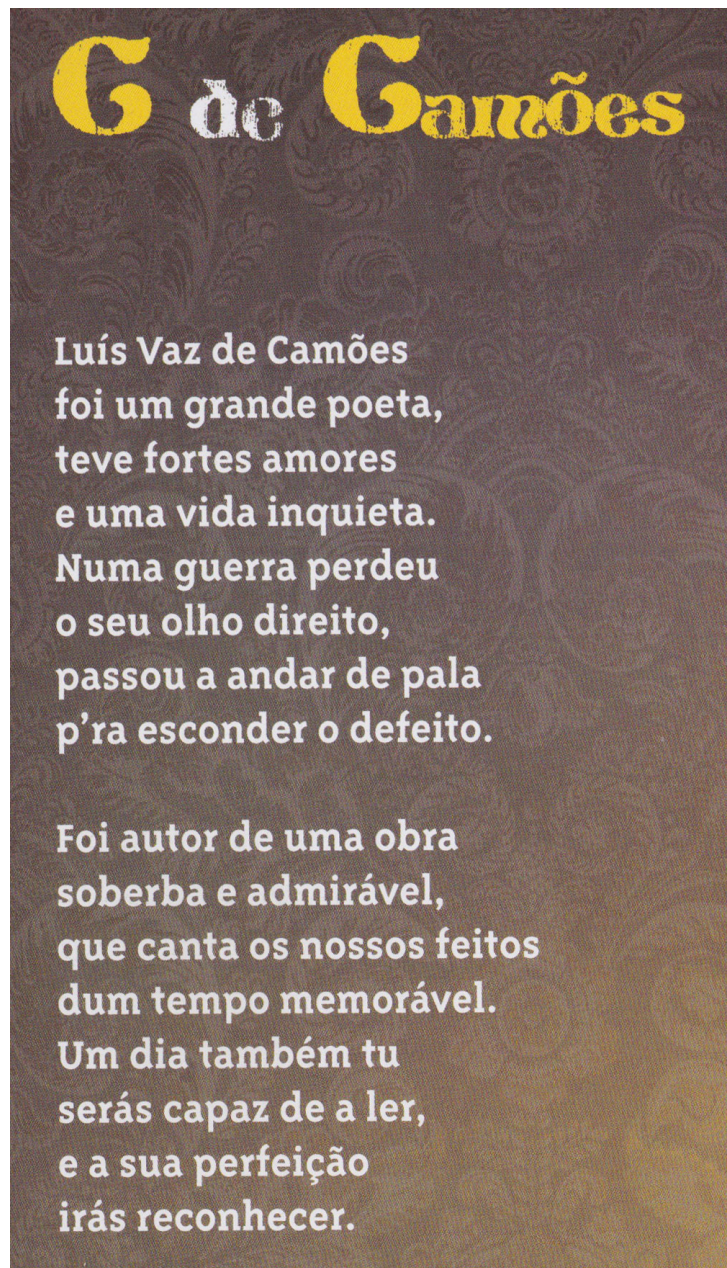 C de Camões
Luís Vaz de Camões
foi um grande poeta,
teve fortes amores
e uma vida inquieta.
Numa guerra perdeu
o seu olho direito,
passou a andar de pala
p’ra esconder o defeito.
Foi autor de uma obra
soberba e admirável,
que canta os nossos feitos
dum tempo memorável.
Um dia também tu
serás capaz de a ler,
e a sua perfeição
irás reconhecer.